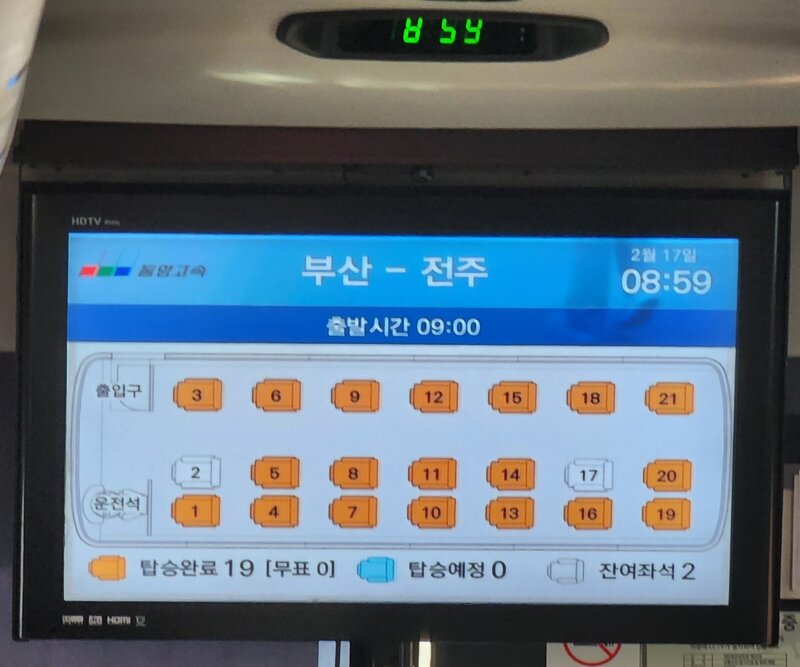 8 59
HDTV
동양고속
부산 - 전주
2월 17일
08:59
출발시간 09:00
출입구
3 6 9 12 15 18 21
2 5 8 11 14 17 20
운전석
1 4 7 10 13 16 19
탑승완료 19 [무표 0] 탑승예정 0 잔여좌석 2
HDMI